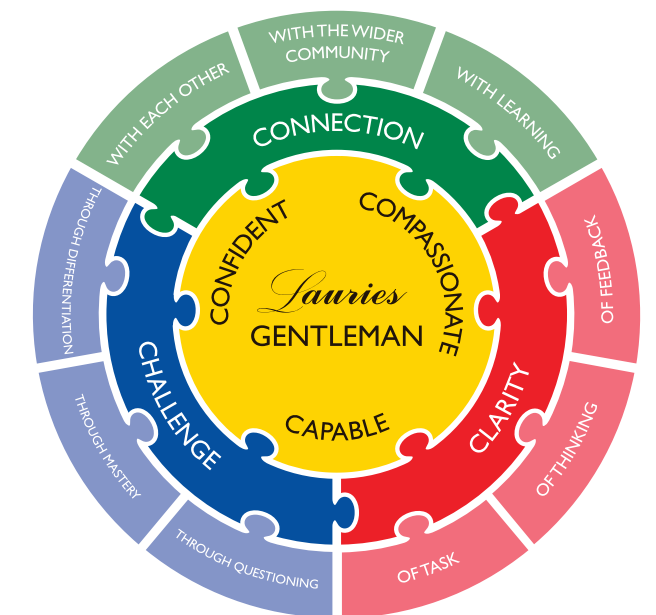 WITH THE WIDER
COMMUNITY
WITH EACH OTHER
WITH LEARNING
CONNECTION
THROUGH DIFFERENTIATION
OF FEEDBACK
CONFIDENT
COMPASSIONATE
Lauries
GENTLEMAN
CAPABLE
CHALLENGE
CLARITY
THROUGH MASTERY
OF THINKING
THROUGH QUESTIONING
OF TASK